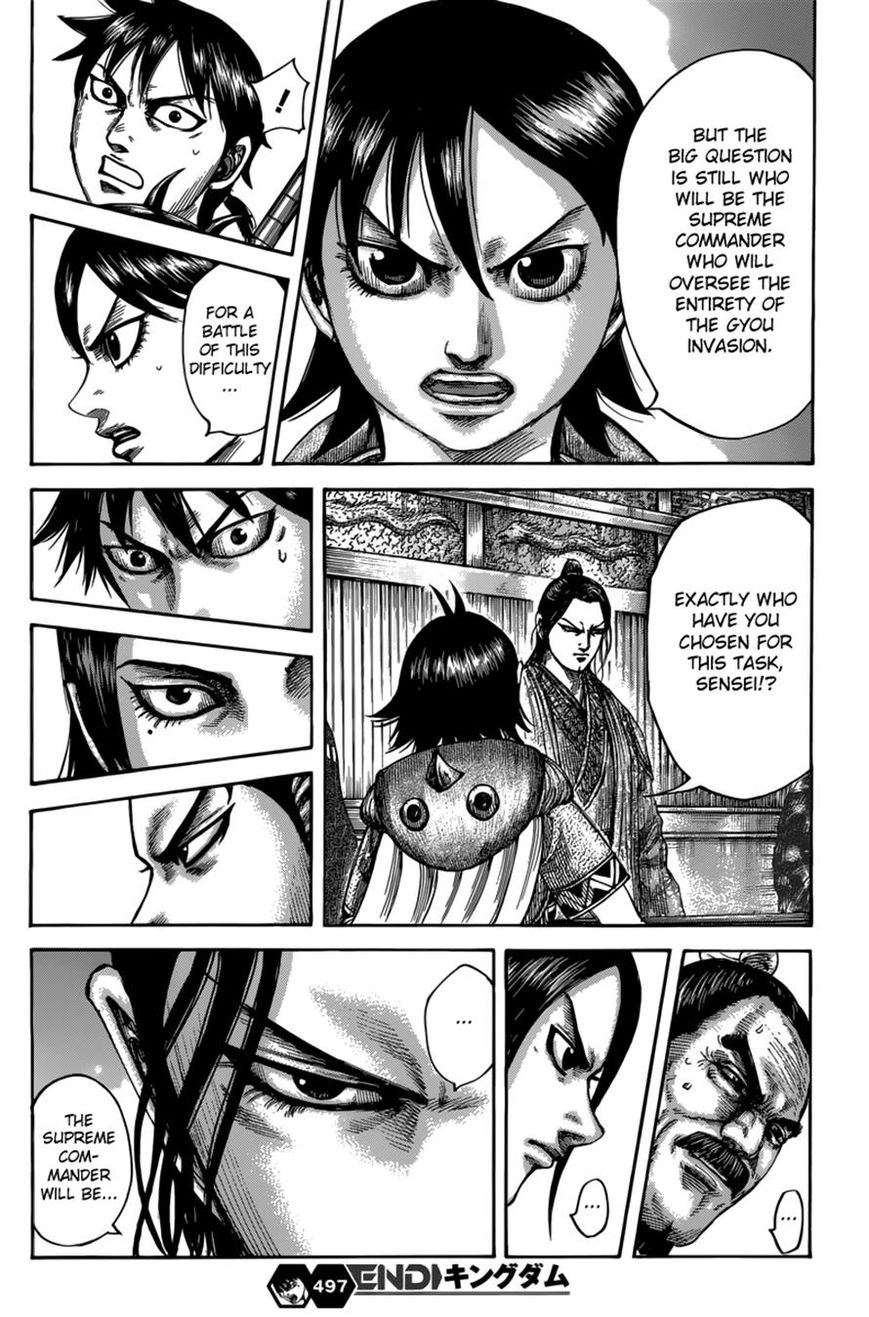 BUT THE
BIG QUESTION
IS STILL WHO
WILL BE THE
SUPREME
COMMANDER
WHO WILL
OVERSEE THE
ENTIRETY OF
THE GYOU
INVASION.
!
FOR A
BATTLE
OF THIS
DIFFICULTY
...
EXACTLY WHO
HAVE YOU
CHOSEN FOR
THIS TASK,
SENSEI!?
...
...
...
THE
SUPREME
COM-
MANDER
WILL BE...
497 END キングダム